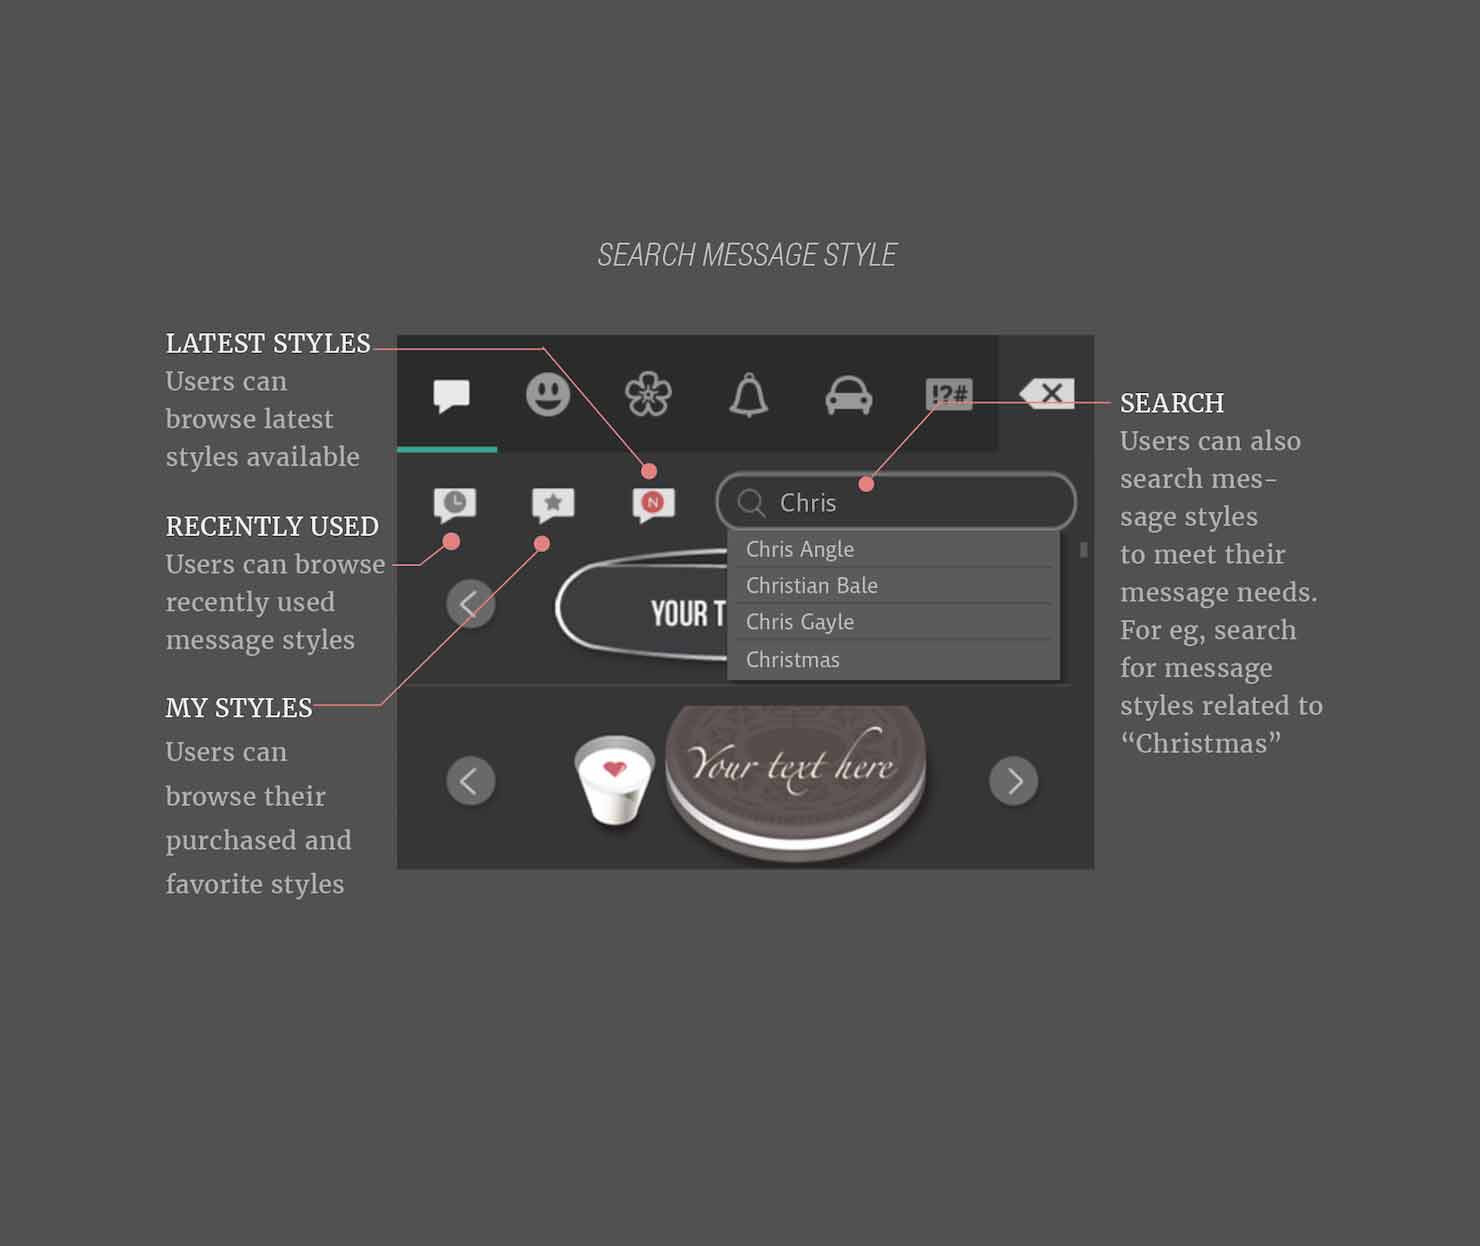 SEARCH MESSAGE STYLE
LATEST STYLES
Users can
browse latest
styles available
RECENTLY USED
Users can browse
recently used
message styles
MY STYLES
Users can
browse their
purchased and
favorite styles
!?#
N
Chris
Chris Angle
Christian Bale
Chris Gayle
Christmas
YOUR T
Your text here
SEARCH
Users can also
search mes-
sage styles
to meet their
message needs.
For eg, search
for message
styles related to
“Christmas”